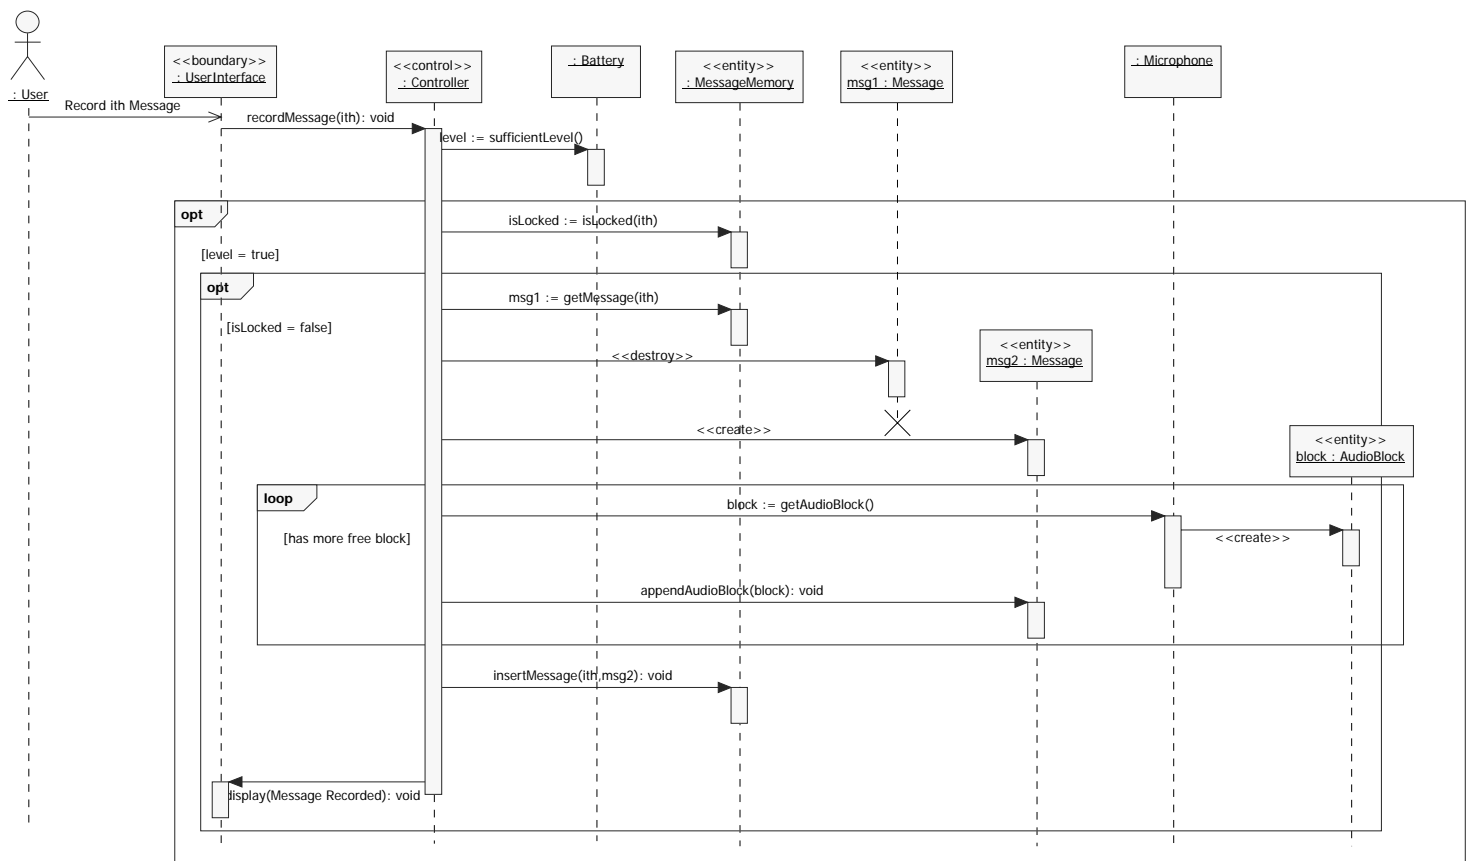 <<boundary>>
: UserInterface
<<control>>
: Controller
: Battery
<<entity>>
: MessageMemory
<<entity>>
msg1 : Message
: Microphone
: User
Record ith Message
recordMessage(ith): void
level := sufficientLevel()
opt
[level = true]
isLocked := isLocked(ith)
opt
[isLocked = false]
msg1 := getMessage(ith)
<<destroy>>
<<entity>>
msg2 : Message
<<create>>
<<entity>>
block : AudioBlock
loop
[has more free block]
block := getAudioBlock()
<<create>>
appendAudioBlock(block): void
insertMessage(ith,msg2): void
display(Message Recorded): void